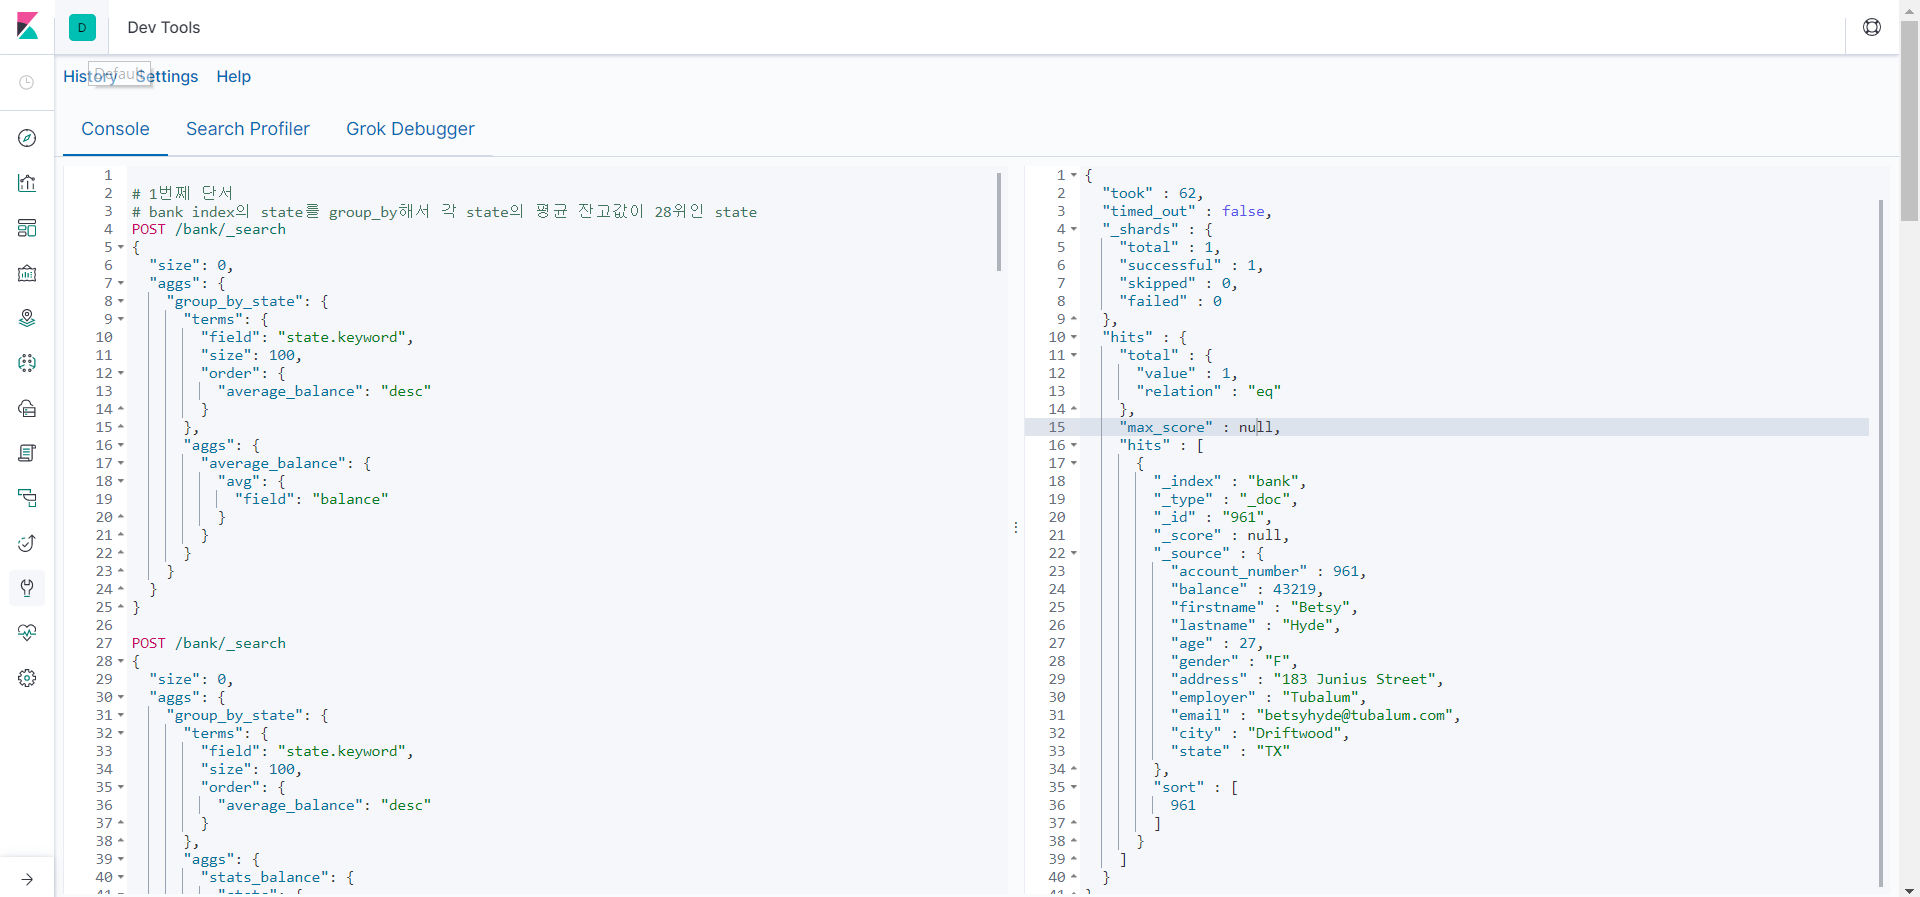 D
Dev Tools
History Settings Help
Default
Console Search Profiler Grok Debugger
1
2 # 1번째 단서
3 # bank index의 state를 group_by해서 각 state의 평균 잔고값이 28위인 state
4 POST /bank/_search
5 {
6 "size": 0,
7 "aggs": {
8 "group_by_state": {
9 "terms": {
10 "field": "state.keyword",
11 "size": 100,
12 "order": {
13 "average_balance": "desc"
14 }
15 },
16 "aggs": {
17 "average_balance": {
18 "avg": {
19 "field": "balance"
20 }
21 }
22 }
23 }
24 }
25 }
26
27 POST /bank/_search
28 {
29 "size": 0,
30 "aggs": {
31 "group_by_state": {
32 "terms": {
33 "field": "state.keyword",
34 "size": 100,
35 "order": {
36 "average_balance": "desc"
37 }
38 },
39 "aggs": {
40 "stats_balance": {
41 "stats": {
1 {
2 "took" : 62,
3 "timed_out" : false,
4 "_shards" : {
5 "total" : 1,
6 "successful" : 1,
7 "skipped" : 0,
8 "failed" : 0
9 },
10 "hits" : {
11 "total" : {
12 "value" : 1,
13 "relation" : "eq"
14 },
15 "max_score" : null,
16 "hits" : [
17 {
18 "_index" : "bank",
19 "_type" : "_doc",
20 "_id" : "961",
21 "_score" : null,
22 "_source" : {
23 "account_number" : 961,
24 "balance" : 43219,
25 "firstname" : "Betsy",
26 "lastname" : "Hyde",
27 "age" : 27,
28 "gender" : "F",
29 "address" : "183 Junius Street",
30 "employer" : "Tubalum",
31 "email" : "betsyhyde@tubalum.com",
32 "city" : "Driftwood",
33 "state" : "TX"
34 },
35 "sort" : [
36 961
37 ]
38 }
39 ]
40 }
41 }